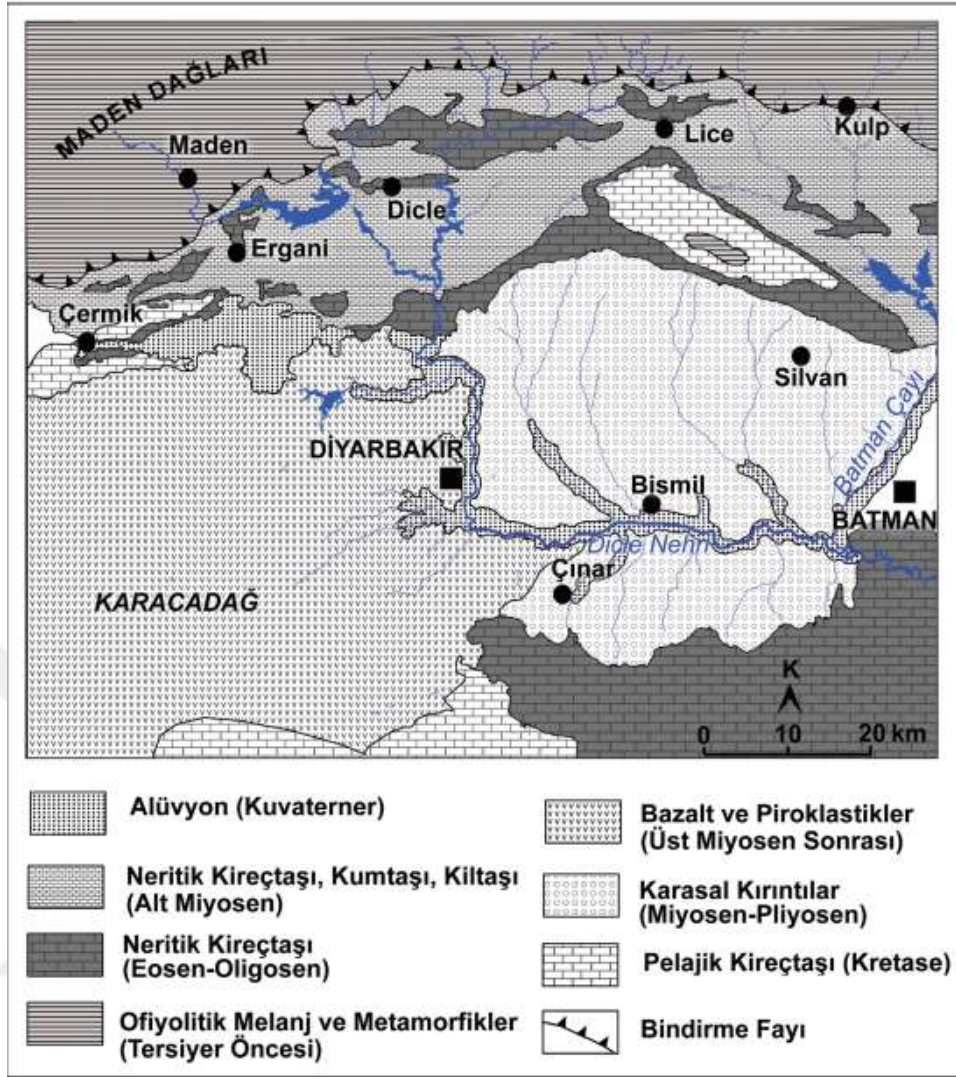 MADEN DAĞLARI
Maden
Lice
Kulp
Dicle
Ergani
Çermik
Silvan
Batman Çayı
DİYARBAKIR
Bismil
BATMAN
Dicle Nehri
Çınar
KARACADAĞ
K
0 10 20 km
Alüvyon (Kuvaterner)
Neritik Kireçtaşı, Kumtaşı, Kiltaşı
(Alt Miyosen)
Neritik Kireçtaşı
(Eosen-Oligosen)
Ofiyolitik Melanj ve Metamorfikler
(Tersiyer Öncesi)
Bazalt ve Piroklastikler
(Üst Miyosen Sonrası)
Karasal Kırıntılar
(Miyosen-Pliyosen)
Pelajik Kireçtaşı (Kretase)
Bindirme Fayı